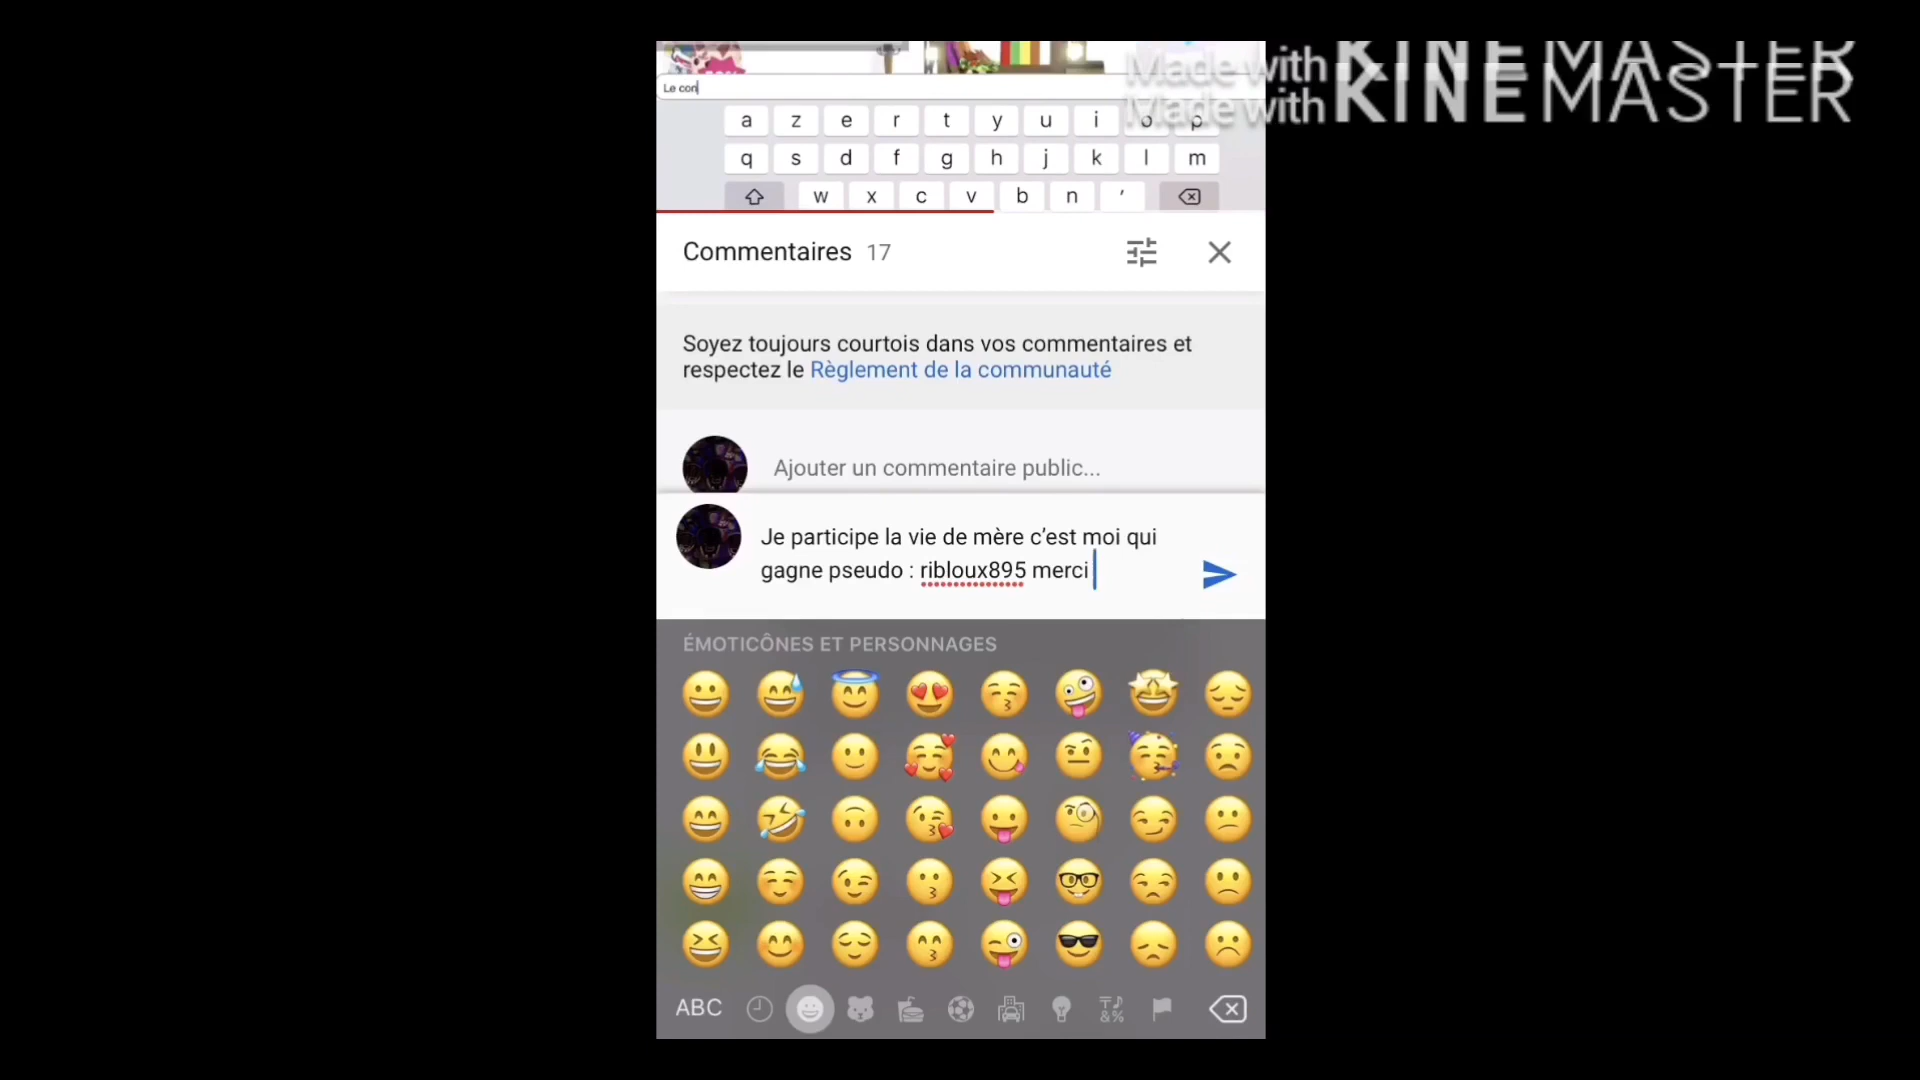 Made with KINEMASTER
Made with KINEMASTER
Le con
a z e r t y u i o p
q s d f g h j k l m
w x c v b n '
Commentaires 17
Soyez toujours courtois dans vos commentaires et
respectez le Règlement de la communauté
Ajouter un commentaire public...
Je participe la vie de mère c’est moi qui
gagne pseudo : ribloux895 merci
ÉMOTICÔNES ET PERSONNAGES
ABC